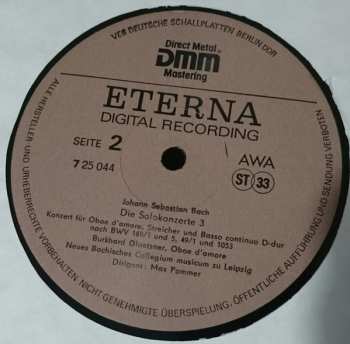 VEB DEUTSCHE SCHALLPLATTEN BERLIN DDR
Direct Metal
DMM
Mastering
ETERNA
DIGITAL RECORDING
SEITE 2
7 25 044
AWA
ST 33
Johann Sebastian Bach
Die Solokonzerte 3
Konzert für Oboe d'amore, Streicher und Basso continuo D-dur
nach BWV 169/1 und 5, 49/1 und 1053
Burkhard Glaetzner, Oboe d'amore
Neues Bachisches Collegium musicum zu Leipzig
Dirigent: Max Pommer
ALLE HERSTELLER- UND URHEBERRECHTE VORBEHALTEN · NICHT GENEHMIGTE ÜBERSPIELUNG, ÖFFENTLICHE AUFFÜHRUNG UND SENDUNG VERBOTEN